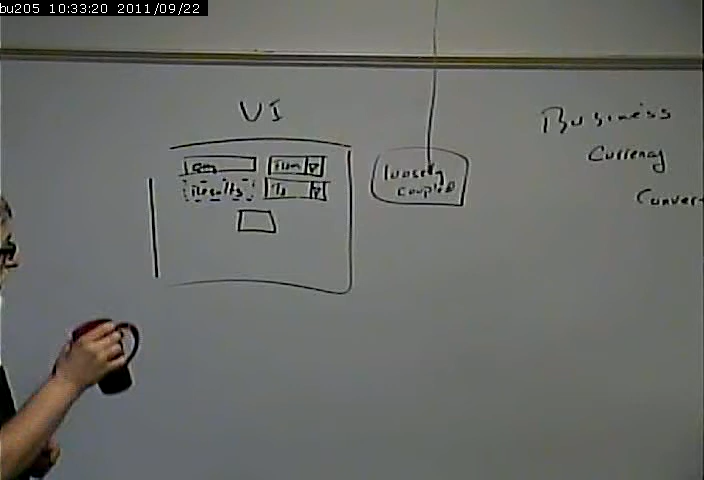 bu205 10:33:20 2011/09/22
UI
Business
Currency
Conver
From
Results
To
loosely
coupled